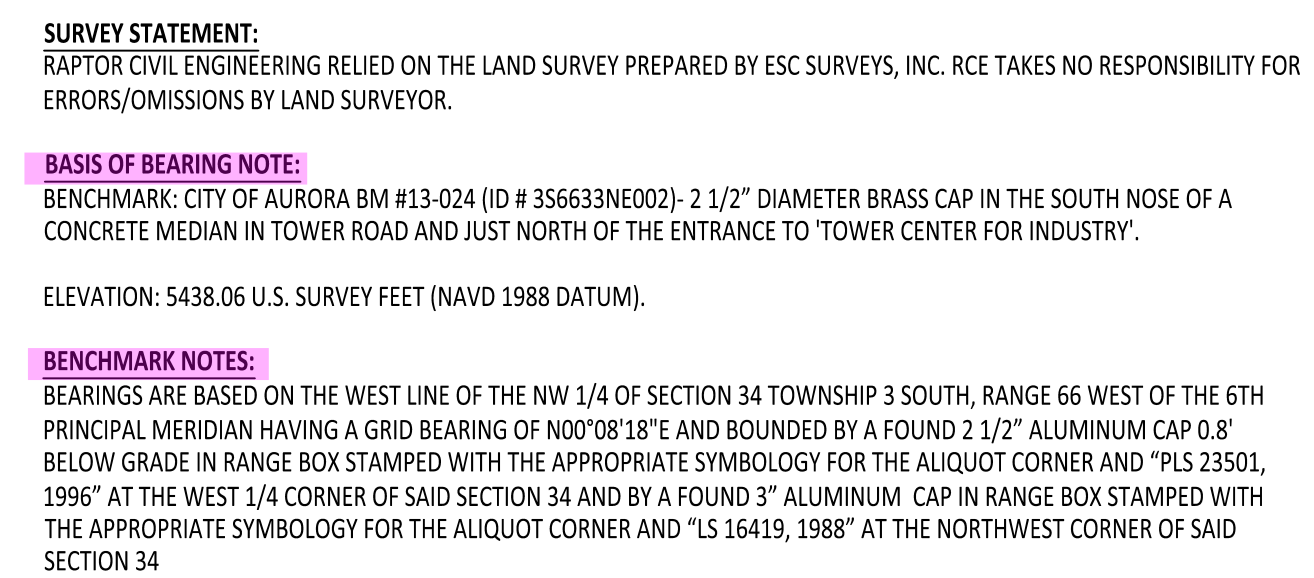 SURVEY STATEMENT:
RAPTOR CIVIL ENGINEERING RELIED ON THE LAND SURVEY PREPARED BY ESC SURVEYS, INC. RCE TAKES NO RESPONSIBILITY FOR
ERRORS/OMISSIONS BY LAND SURVEYOR.
BASIS OF BEARING NOTE:
BENCHMARK: CITY OF AURORA BM #13-024 (ID # 3S6633NE002)- 2 1/2” DIAMETER BRASS CAP IN THE SOUTH NOSE OF A
CONCRETE MEDIAN IN TOWER ROAD AND JUST NORTH OF THE ENTRANCE TO 'TOWER CENTER FOR INDUSTRY'.
ELEVATION: 5438.06 U.S. SURVEY FEET (NAVD 1988 DATUM).
BENCHMARK NOTES:
BEARINGS ARE BASED ON THE WEST LINE OF THE NW 1/4 OF SECTION 34 TOWNSHIP 3 SOUTH, RANGE 66 WEST OF THE 6TH
PRINCIPAL MERIDIAN HAVING A GRID BEARING OF N00°08'18"E AND BOUNDED BY A FOUND 2 1/2” ALUMINUM CAP 0.8'
BELOW GRADE IN RANGE BOX STAMPED WITH THE APPROPRIATE SYMBOLOGY FOR THE ALIQUOT CORNER AND “PLS 23501,
1996” AT THE WEST 1/4 CORNER OF SAID SECTION 34 AND BY A FOUND 3” ALUMINUM CAP IN RANGE BOX STAMPED WITH
THE APPROPRIATE SYMBOLOGY FOR THE ALIQUOT CORNER AND “LS 16419, 1988” AT THE NORTHWEST CORNER OF SAID
SECTION 34